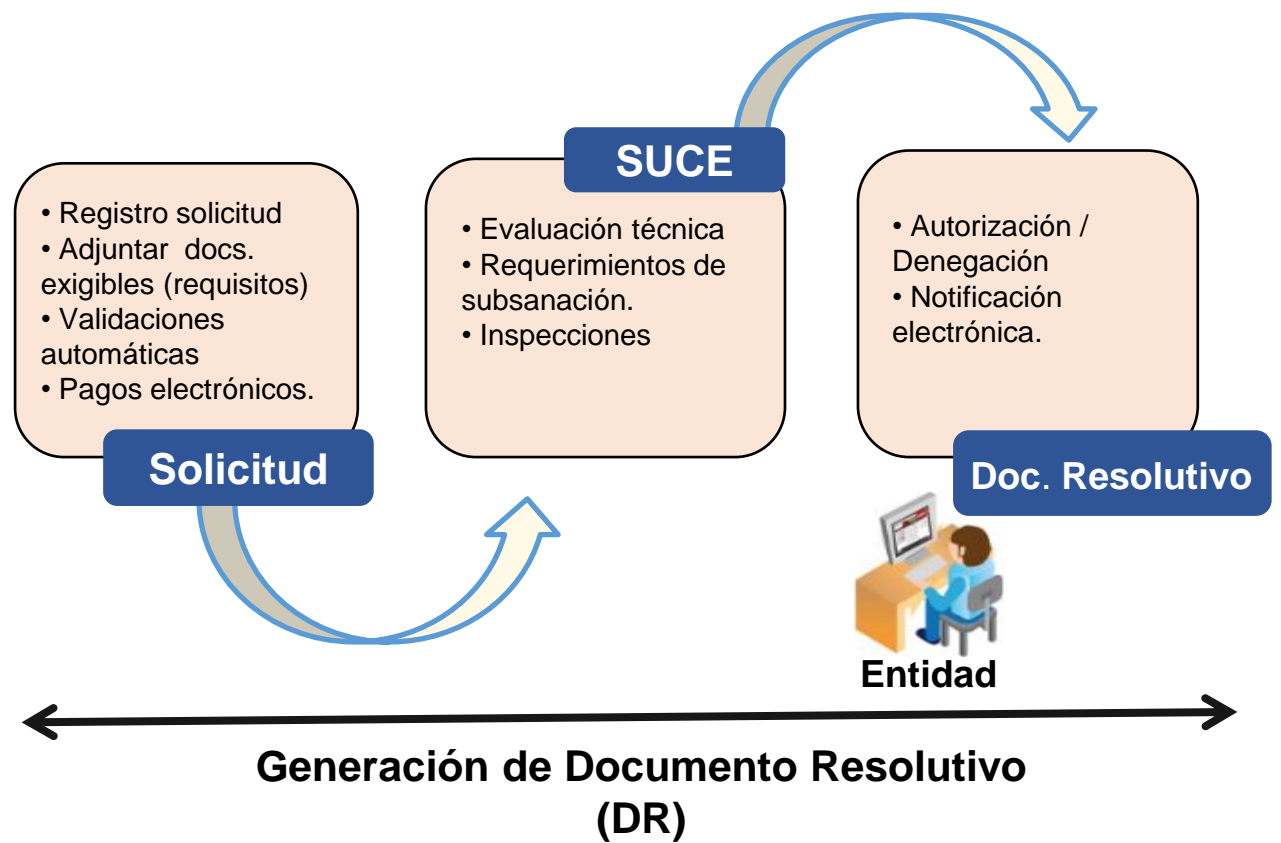 • Registro solicitud
• Adjuntar docs.
exigibles (requisitos)
• Validaciones
automáticas
• Pagos electrónicos.
Solicitud
SUCE
• Evaluación técnica
• Requerimientos de
subsanación.
• Inspecciones
• Autorización /
Denegación
• Notificación
electrónica.
Doc. Resolutivo
Entidad
Generación de Documento Resolutivo
(DR)